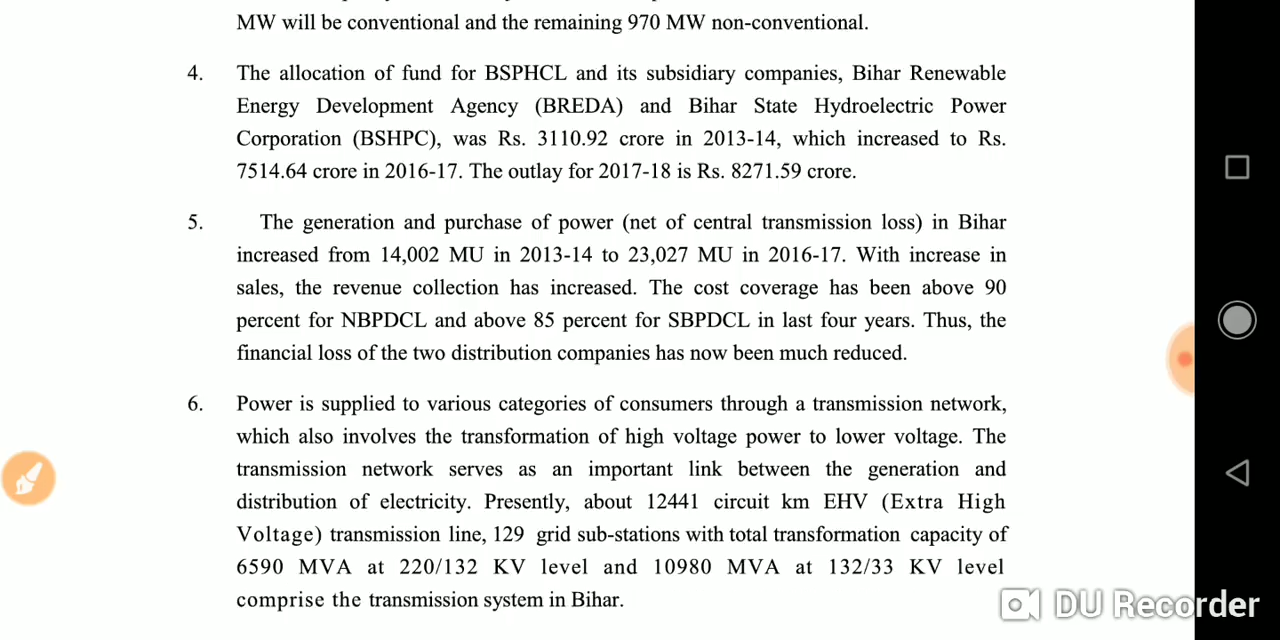 MW will be conventional and the remaining 970 MW non-conventional.
4. The allocation of fund for BSPHCL and its subsidiary companies, Bihar Renewable
Energy Development Agency (BREDA) and Bihar State Hydroelectric Power
Corporation (BSHPC), was Rs. 3110.92 crore in 2013-14, which increased to Rs.
7514.64 crore in 2016-17. The outlay for 2017-18 is Rs. 8271.59 crore.
5. The generation and purchase of power (net of central transmission loss) in Bihar
increased from 14,002 MU in 2013-14 to 23,027 MU in 2016-17. With increase in
sales, the revenue collection has increased. The cost coverage has been above 90
percent for NBPDCL and above 85 percent for SBPDCL in last four years. Thus, the
financial loss of the two distribution companies has now been much reduced.
6. Power is supplied to various categories of consumers through a transmission network,
which also involves the transformation of high voltage power to lower voltage. The
transmission network serves as an important link between the generation and
distribution of electricity. Presently, about 12441 circuit km EHV (Extra High
Voltage) transmission line, 129 grid sub-stations with total transformation capacity of
6590 MVA at 220/132 KV level and 10980 MVA at 132/33 KV level
comprise the transmission system in Bihar.
DU Recorder